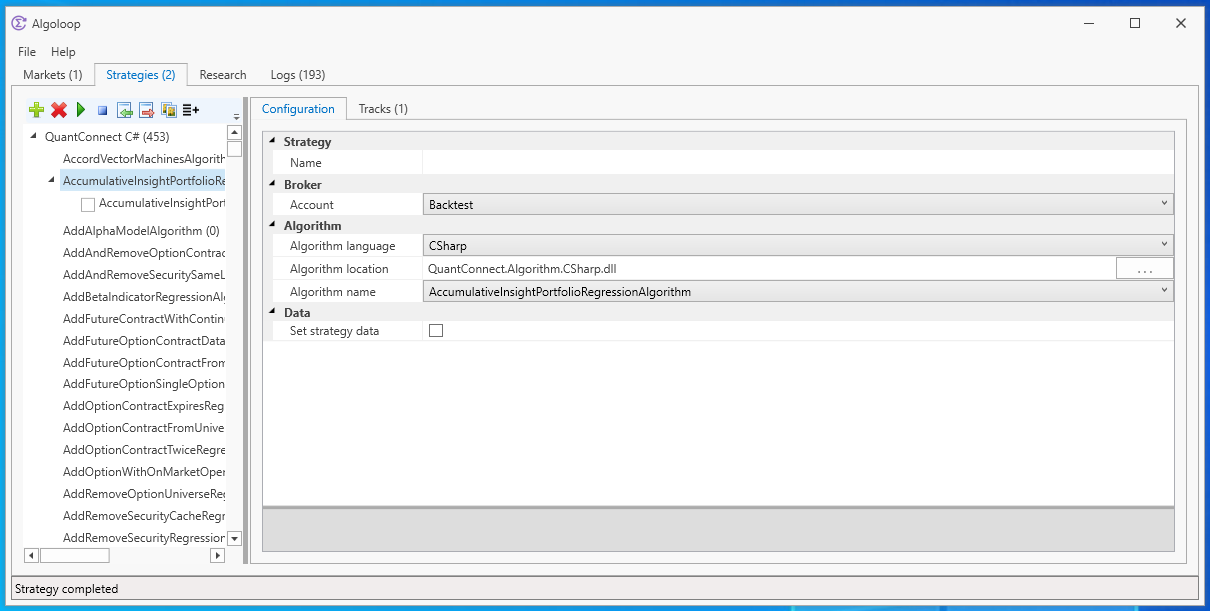 Algoloop
File Help
Markets (1) Strategies (2) Research Logs (193)
QuantConnect C# (453)
AccordVectorMachinesAlgorith
AccumulativeInsightPortfolioRe
AccumulativeInsightPort
AddAlphaModelAlgorithm (0)
AddAndRemoveOptionContrac
AddAndRemoveSecuritySameL
AddBetaIndicatorRegressionAl
AddFutureContractWithContin
AddFutureOptionContractData
AddFutureOptionContractFrom
AddFutureOptionSingleOption
AddOptionContractExpiresReg
AddOptionContractFromUnive
AddOptionContractTwiceRegre
AddOptionWithOnMarketOper
AddRemoveOptionUniverseReg
AddRemoveSecurityCacheRegr
AddRemoveSecurityRegression
Configuration Tracks (1)
Strategy
Name
Broker
Account Backtest
Algorithm
Algorithm language CSharp
Algorithm location QuantConnect.Algorithm.CSharp.dll ...
Algorithm name AccumulativeInsightPortfolioRegressionAlgorithm
Data
Set strategy data
Strategy completed